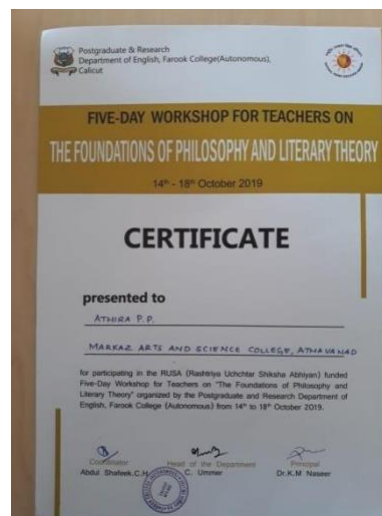 Postgraduate & Research
Department of English, Farook College(Autonomous),
Calicut
FIVE-DAY WORKSHOP FOR TEACHERS ON
THE FOUNDATIONS OF PHILOSOPHY AND LITERARY THEORY
14th - 18th October 2019
CERTIFICATE
presented to
ATHIRA P.P.
MARKAZ ARTS AND SCIENCE COLLEGE, ATHAVANAD
for participating in the RUSA (Rashtriya Uchchtar Shiksha Abhiyan) funded
Five-Day Workshop for Teachers on "The Foundations of Philosophy and
Literary Theory" organized by the Postgraduate and Research Department of
English, Farook College (Autonomous) from 14th to 18th October 2019.
Coordinator
Abdul Shafeek.C.H
Head of the Department
C. Ummer
Principal
Dr.K.M Naseer